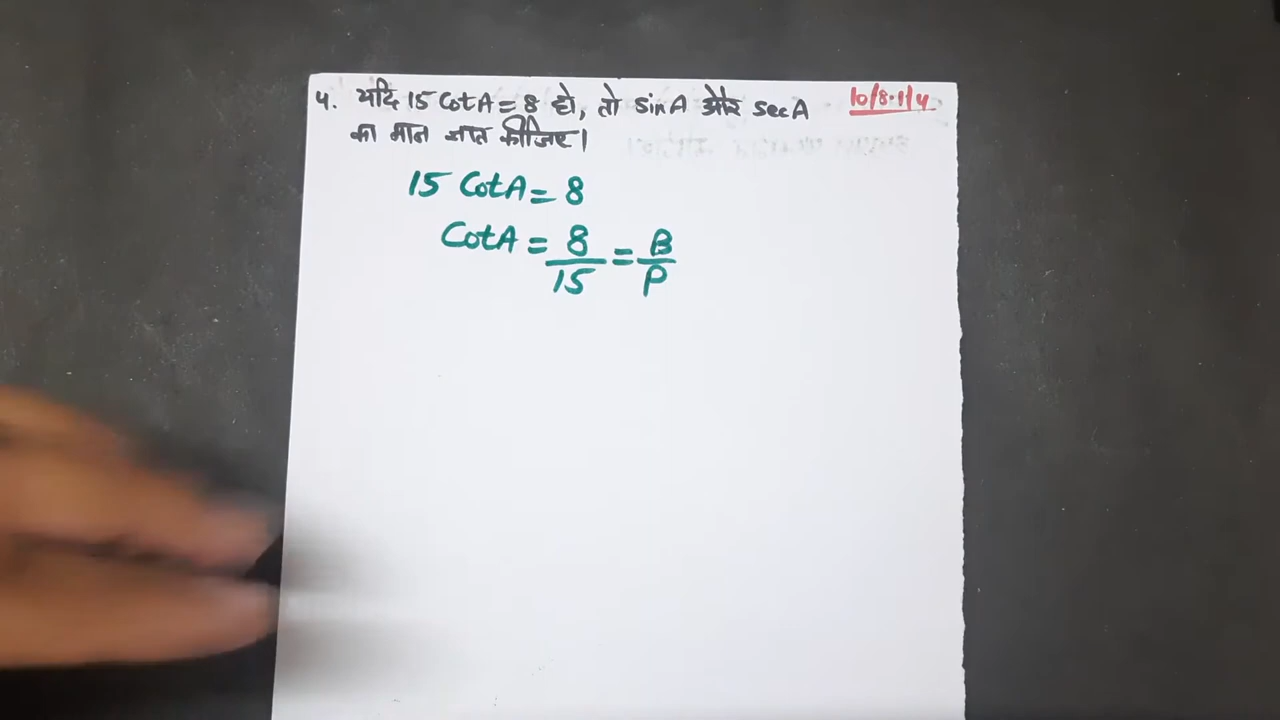 4. यदि 15 CotA = 8 हो, तो sinA और secA
10/8.1/4
का मान ज्ञात कीजिए।
15 CotA = 8
CotA = 8/15 = B/P